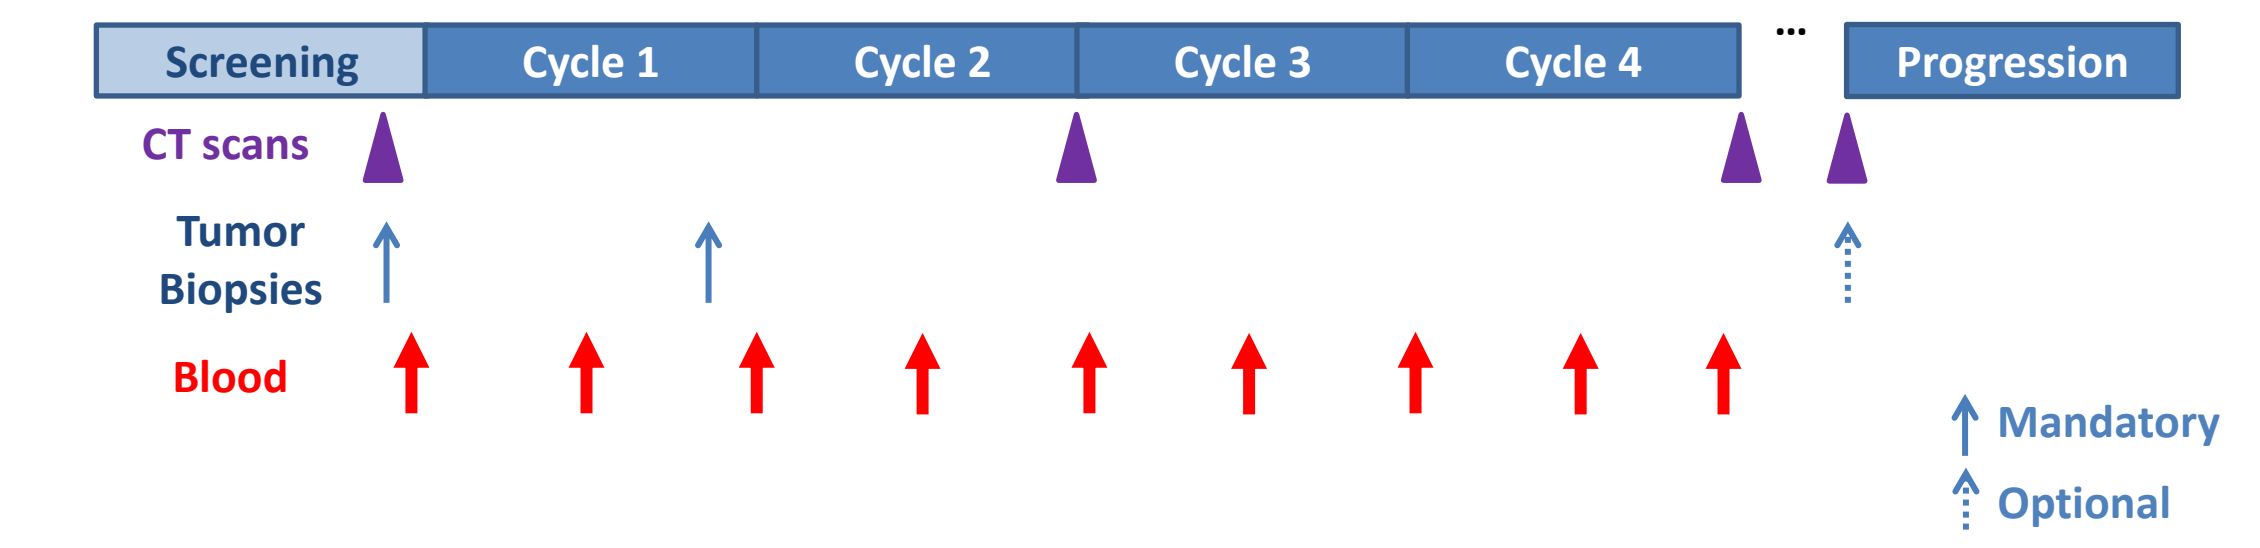 Screening
Cycle 1
Cycle 2
Cycle 3
Cycle 4
...
Progression
CT scans
Tumor
Biopsies
Blood
Mandatory
Optional